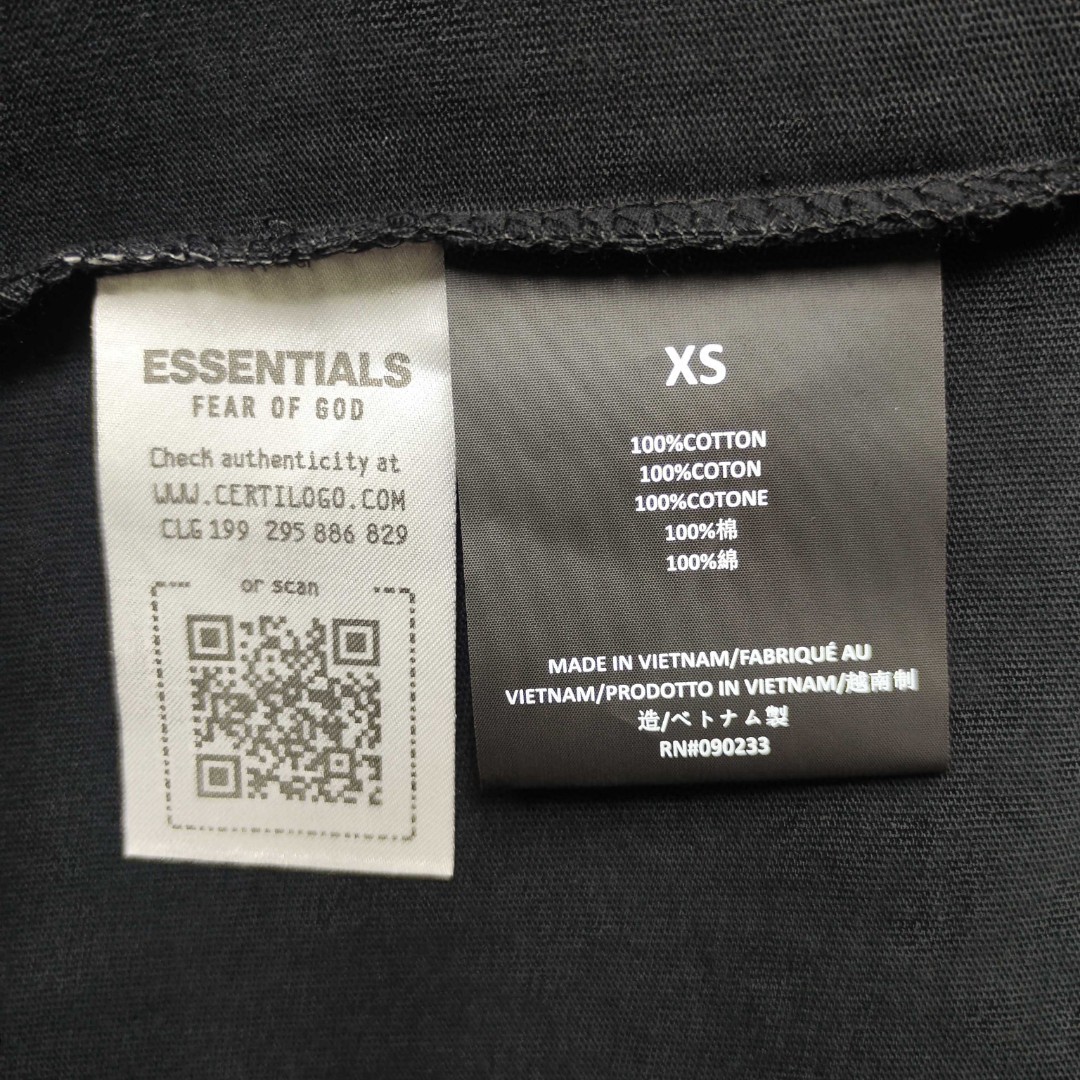 ESSENTIALS
FEAR OF GOD
Check authenticity at
WWW.CERTILOGO.COM
CLG 199 295 886 829
or scan
XS
100%COTTON
100%COTON
100%COTONE
100%棉
100%綿
MADE IN VIETNAM/FABRIQUÉ AU
VIETNAM/PRODOTTO IN VIETNAM/越南制
造/ベトナム製
RN#090233